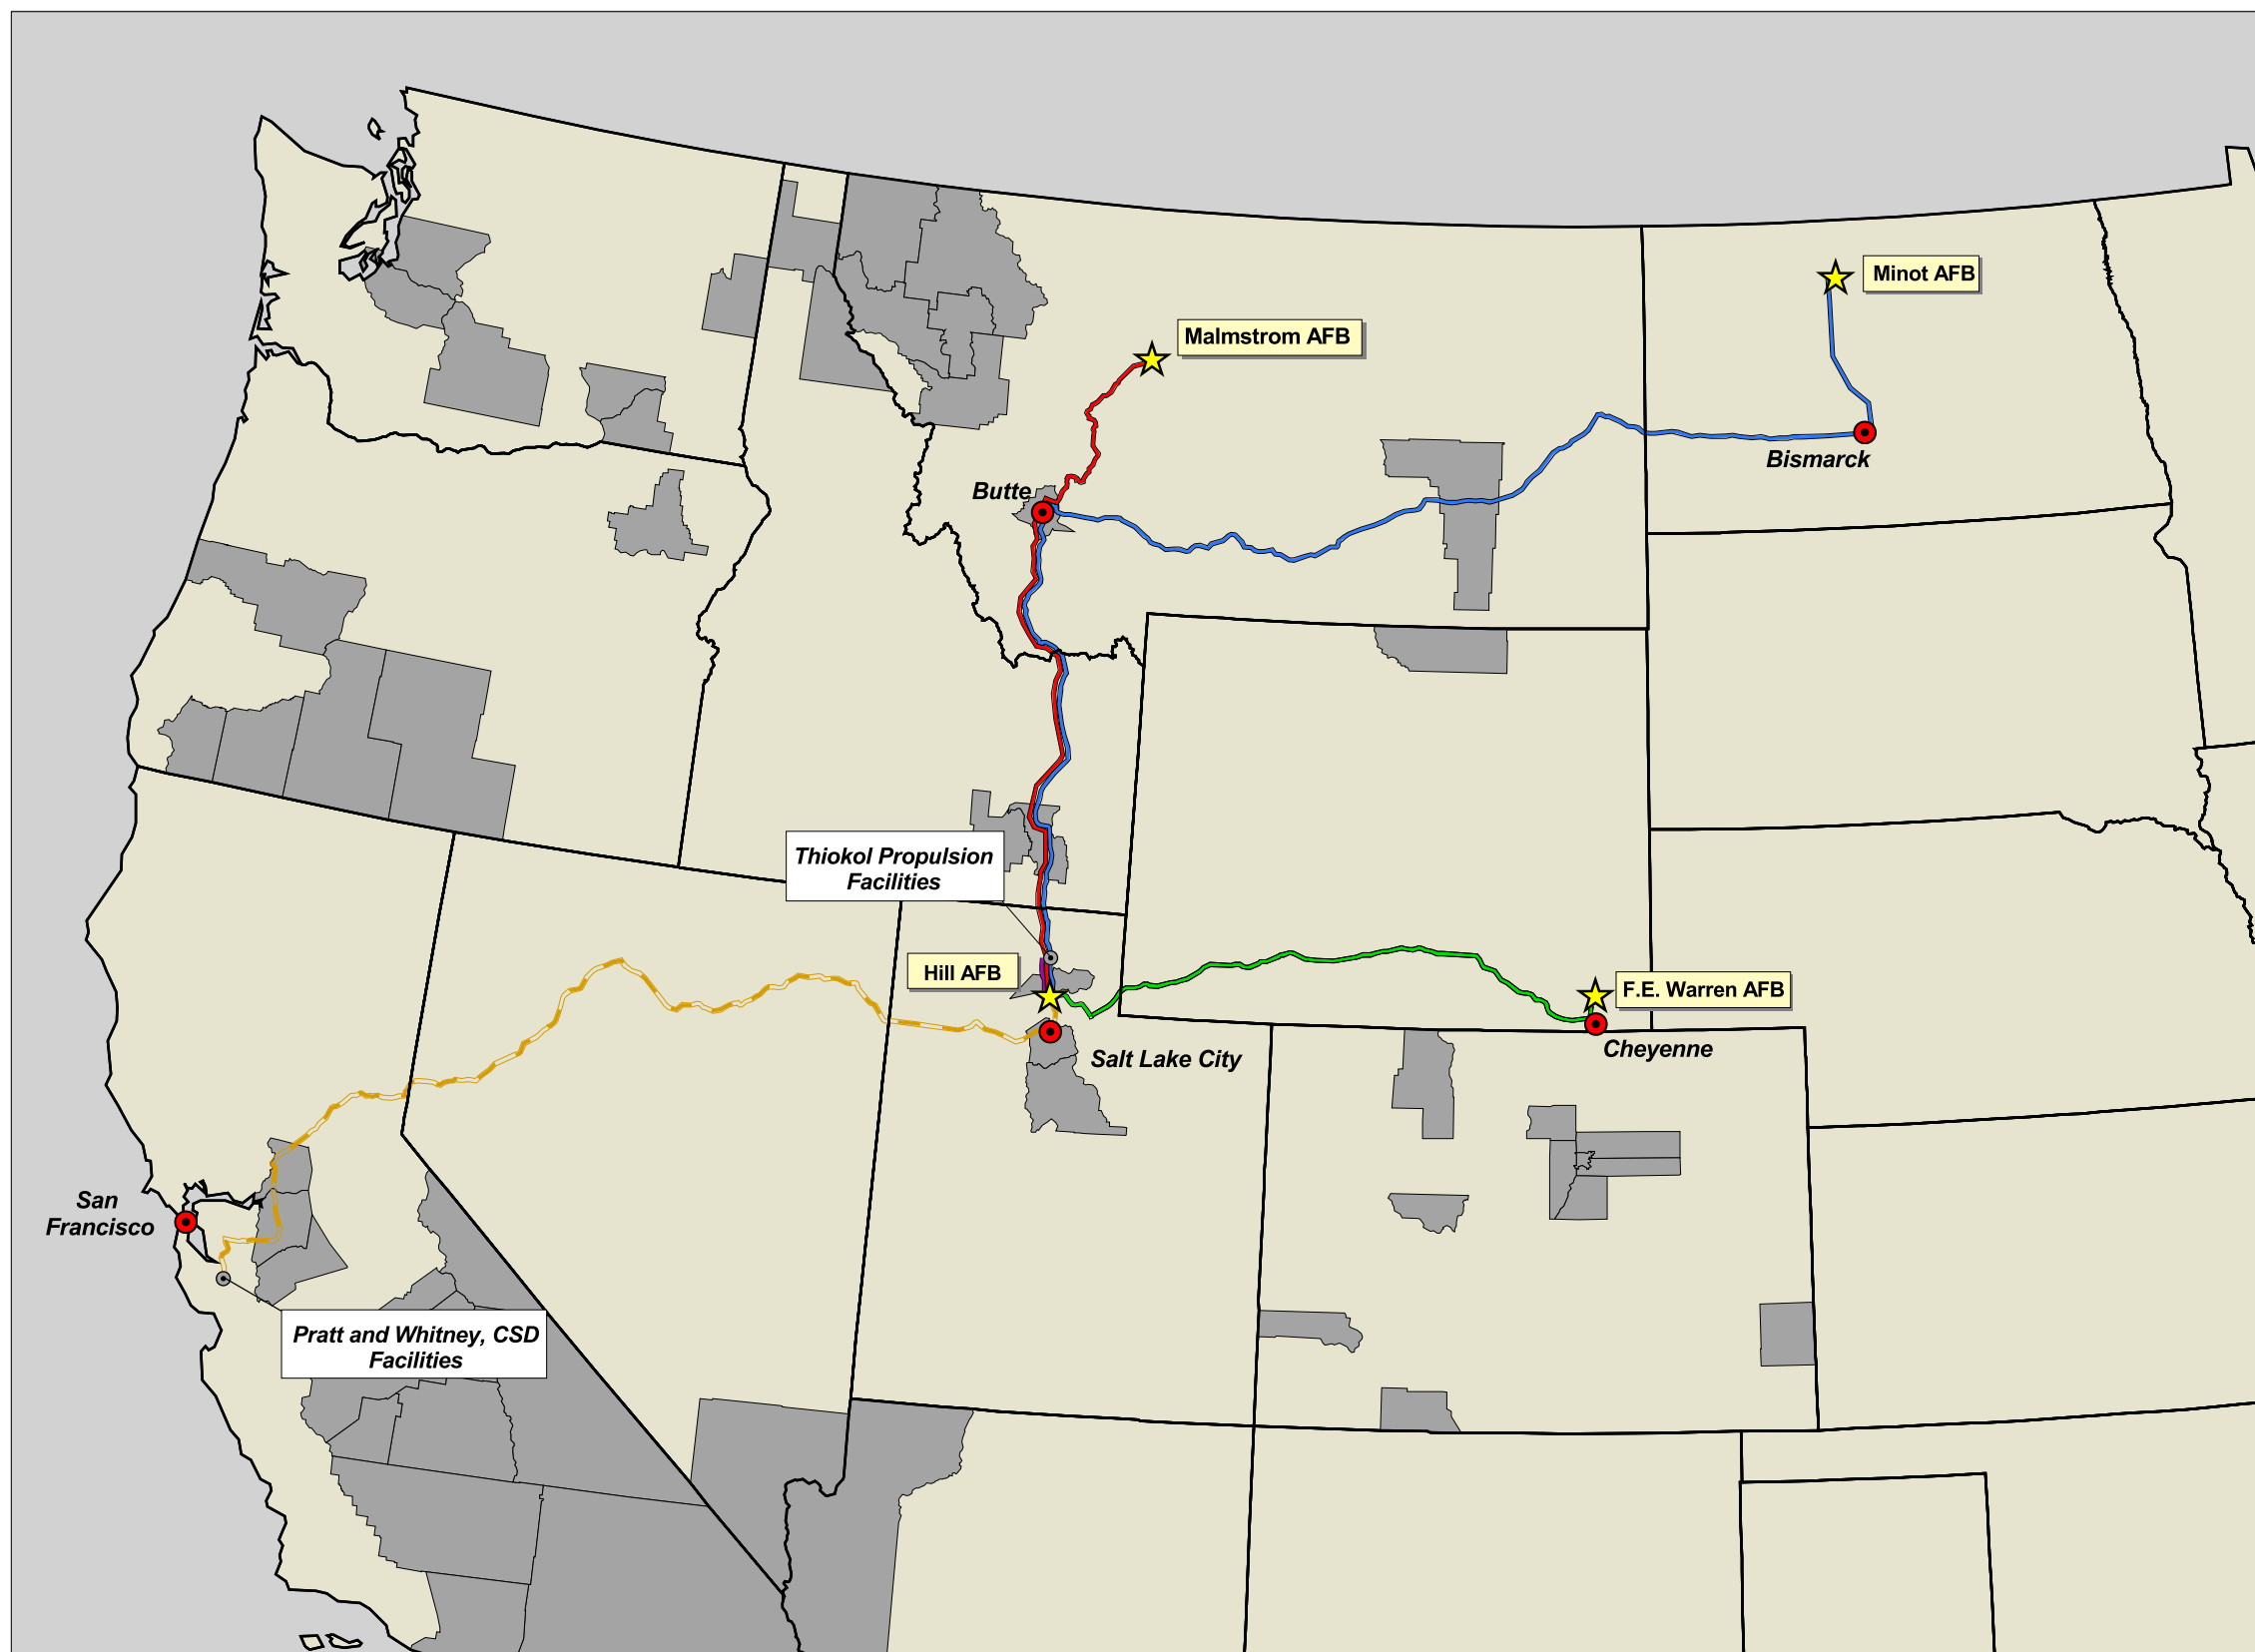 Minot AFB
Malmstrom AFB
Bismarck
Butte
Thiokol Propulsion
Facilities
Hill AFB
F.E. Warren AFB
Cheyenne
Salt Lake City
San
Francisco
Pratt and Whitney, CSD
Facilities